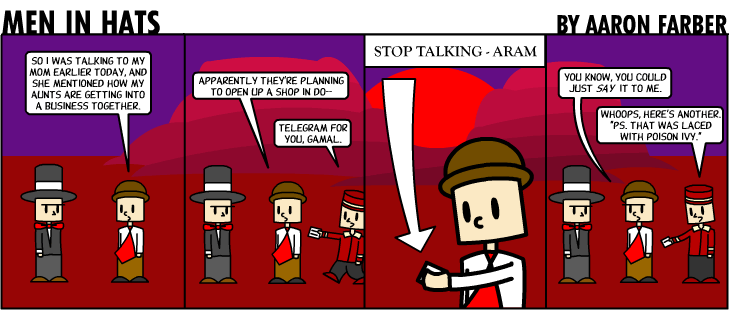 MEN IN HATS
BY AARON FARBER
SO I WAS TALKING TO MY
MOM EARLIER TODAY, AND
SHE MENTIONED HOW MY
AUNTS ARE GETTING INTO
A BUSINESS TOGETHER.
APPARENTLY THEY'RE PLANNING
TO OPEN UP A SHOP IN DO--
TELEGRAM FOR
YOU, GAMAL.
STOP TALKING - ARAM
YOU KNOW, YOU COULD
JUST SAY IT TO ME.
WHOOPS, HERE'S ANOTHER.
"PS. THAT WAS LACED
WITH POISON IVY."